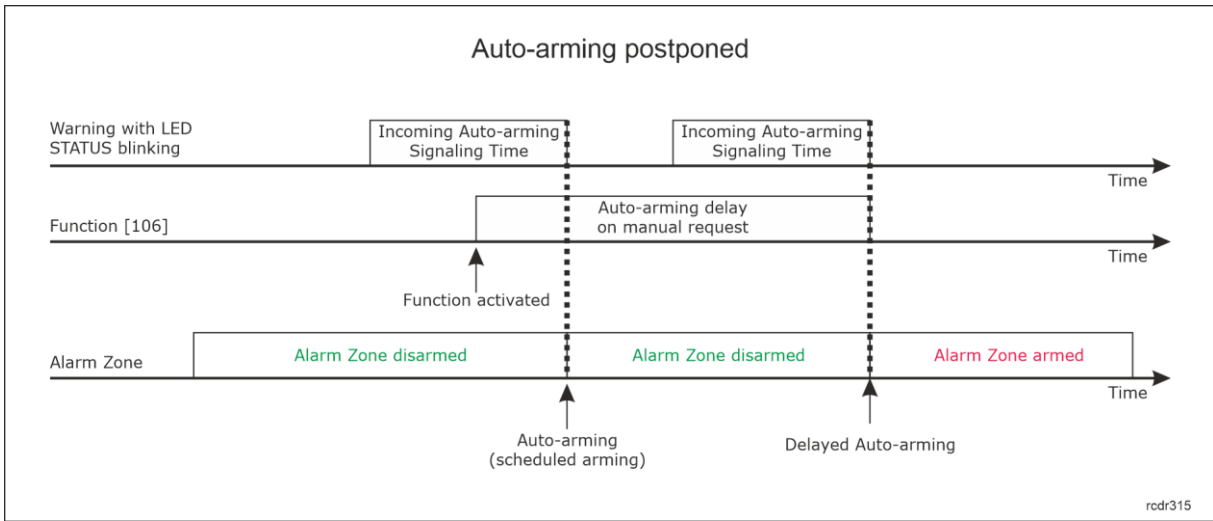 Auto-arming postponed
Warning with LED
STATUS blinking
Incoming Auto-arming
Signaling Time
Incoming Auto-arming
Signaling Time
Time
Function [106]
Auto-arming delay
on manual request
Time
Function activated
Alarm Zone
Alarm Zone disarmed
Alarm Zone disarmed
Alarm Zone armed
Time
Auto-arming
(scheduled arming)
Delayed Auto-arming
rcdr315